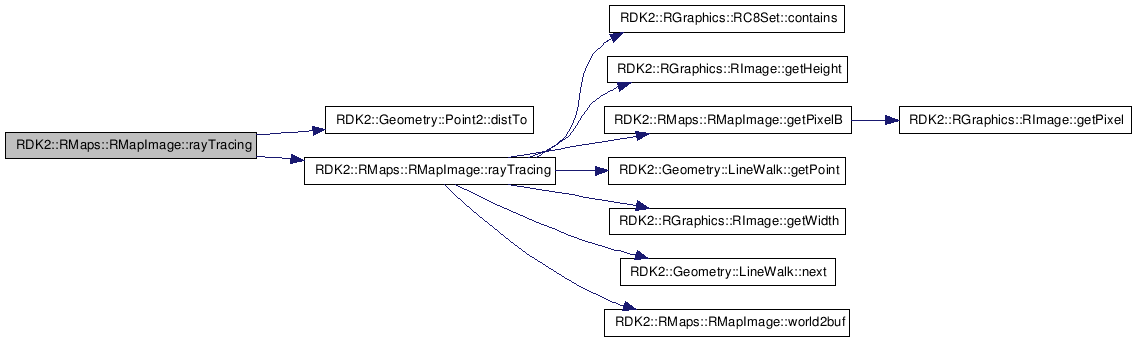 RDK2::RMaps::RMapImage::rayTracing
RDK2::Geometry::Point2::distTo
RDK2::RMaps::RMapImage::rayTracing
RDK2::RGraphics::RC8Set::contains
RDK2::RGraphics::RImage::getHeight
RDK2::RMaps::RMapImage::getPixelB
RDK2::RGraphics::RImage::getPixel
RDK2::Geometry::LineWalk::getPoint
RDK2::RGraphics::RImage::getWidth
RDK2::Geometry::LineWalk::next
RDK2::RMaps::RMapImage::world2buf